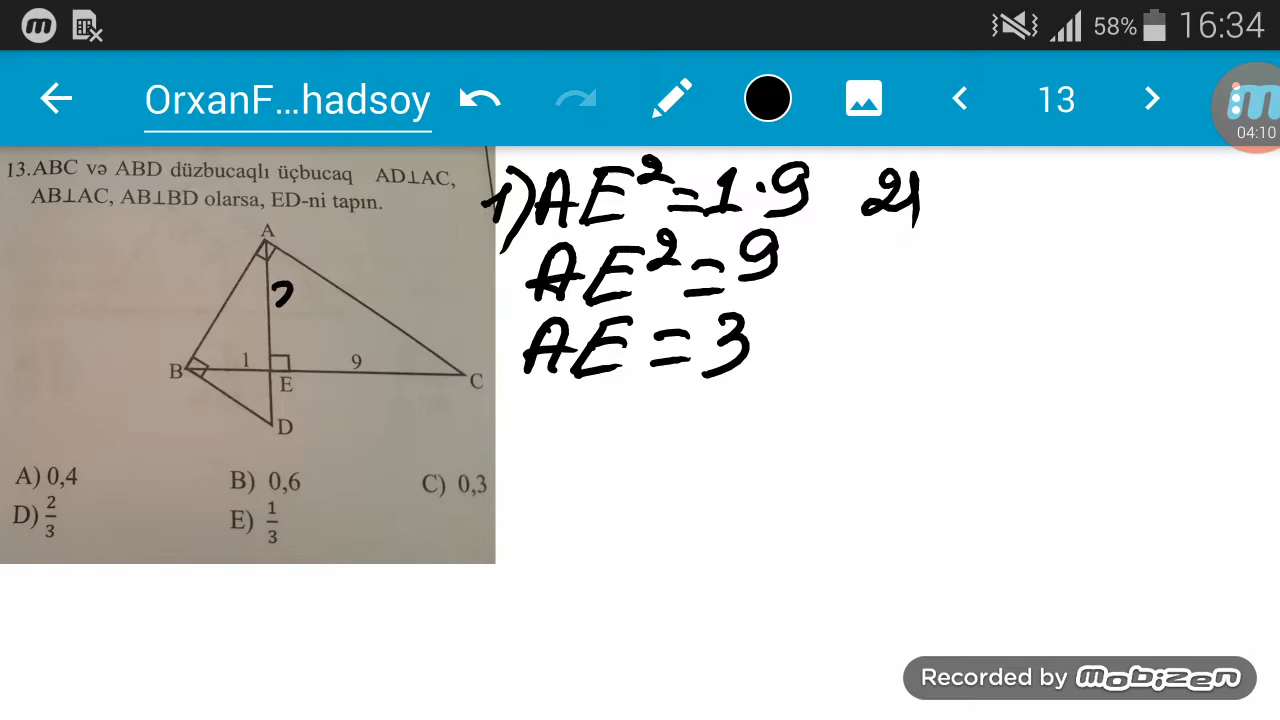 58% 16:34
OrxanF...hadsoy 13
04:10
13.ABC və ABD düzbucaqlı üçbucaq AD⊥AC,
AB⊥AC, AB⊥BD olarsa, ED-ni tapın.
A
B 1 E 9 C
D
A) 0,4 B) 0,6 C) 0,3
D) 2/3 E) 1/3
1) AE²=1·9
AE²=9
AE=3
Recorded by mobizen